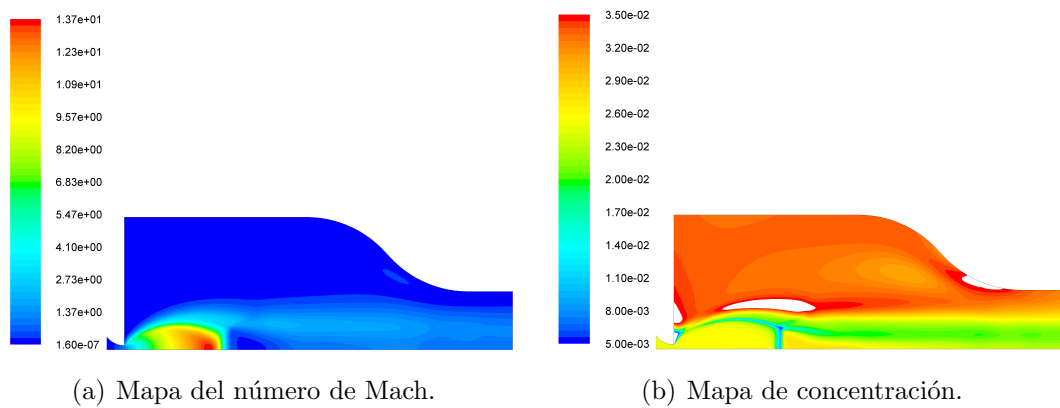 1.37e+01
1.23e+01
1.09e+01
9.57e+00
8.20e+00
6.83e+00
5.47e+00
4.10e+00
2.73e+00
1.37e+00
1.60e-07
(a) Mapa del número de Mach.
3.50e-02
3.20e-02
2.90e-02
2.60e-02
2.30e-02
2.00e-02
1.70e-02
1.40e-02
1.10e-02
8.00e-03
5.00e-03
(b) Mapa de concentración.